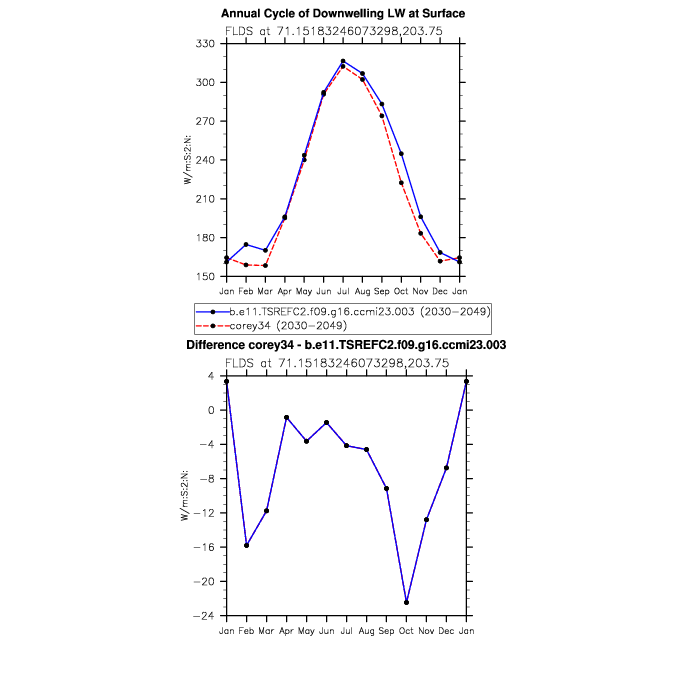 Annual Cycle of Downwelling LW at Surface
FLDS at 71.15183246073298,203.75
330
300
270
240
210
180
150
W/m:S:2:N:
Jan Feb Mar Apr May Jun Jul Aug Sep Oct Nov Dec Jan
b.e11.TSREFC2.f09.g16.ccmi23.003 (2030-2049)
corey34 (2030-2049)
Difference corey34 - b.e11.TSREFC2.f09.g16.ccmi23.003
FLDS at 71.15183246073298,203.75
4
0
-4
-8
-12
-16
-20
-24
W/m:S:2:N:
Jan Feb Mar Apr May Jun Jul Aug Sep Oct Nov Dec Jan